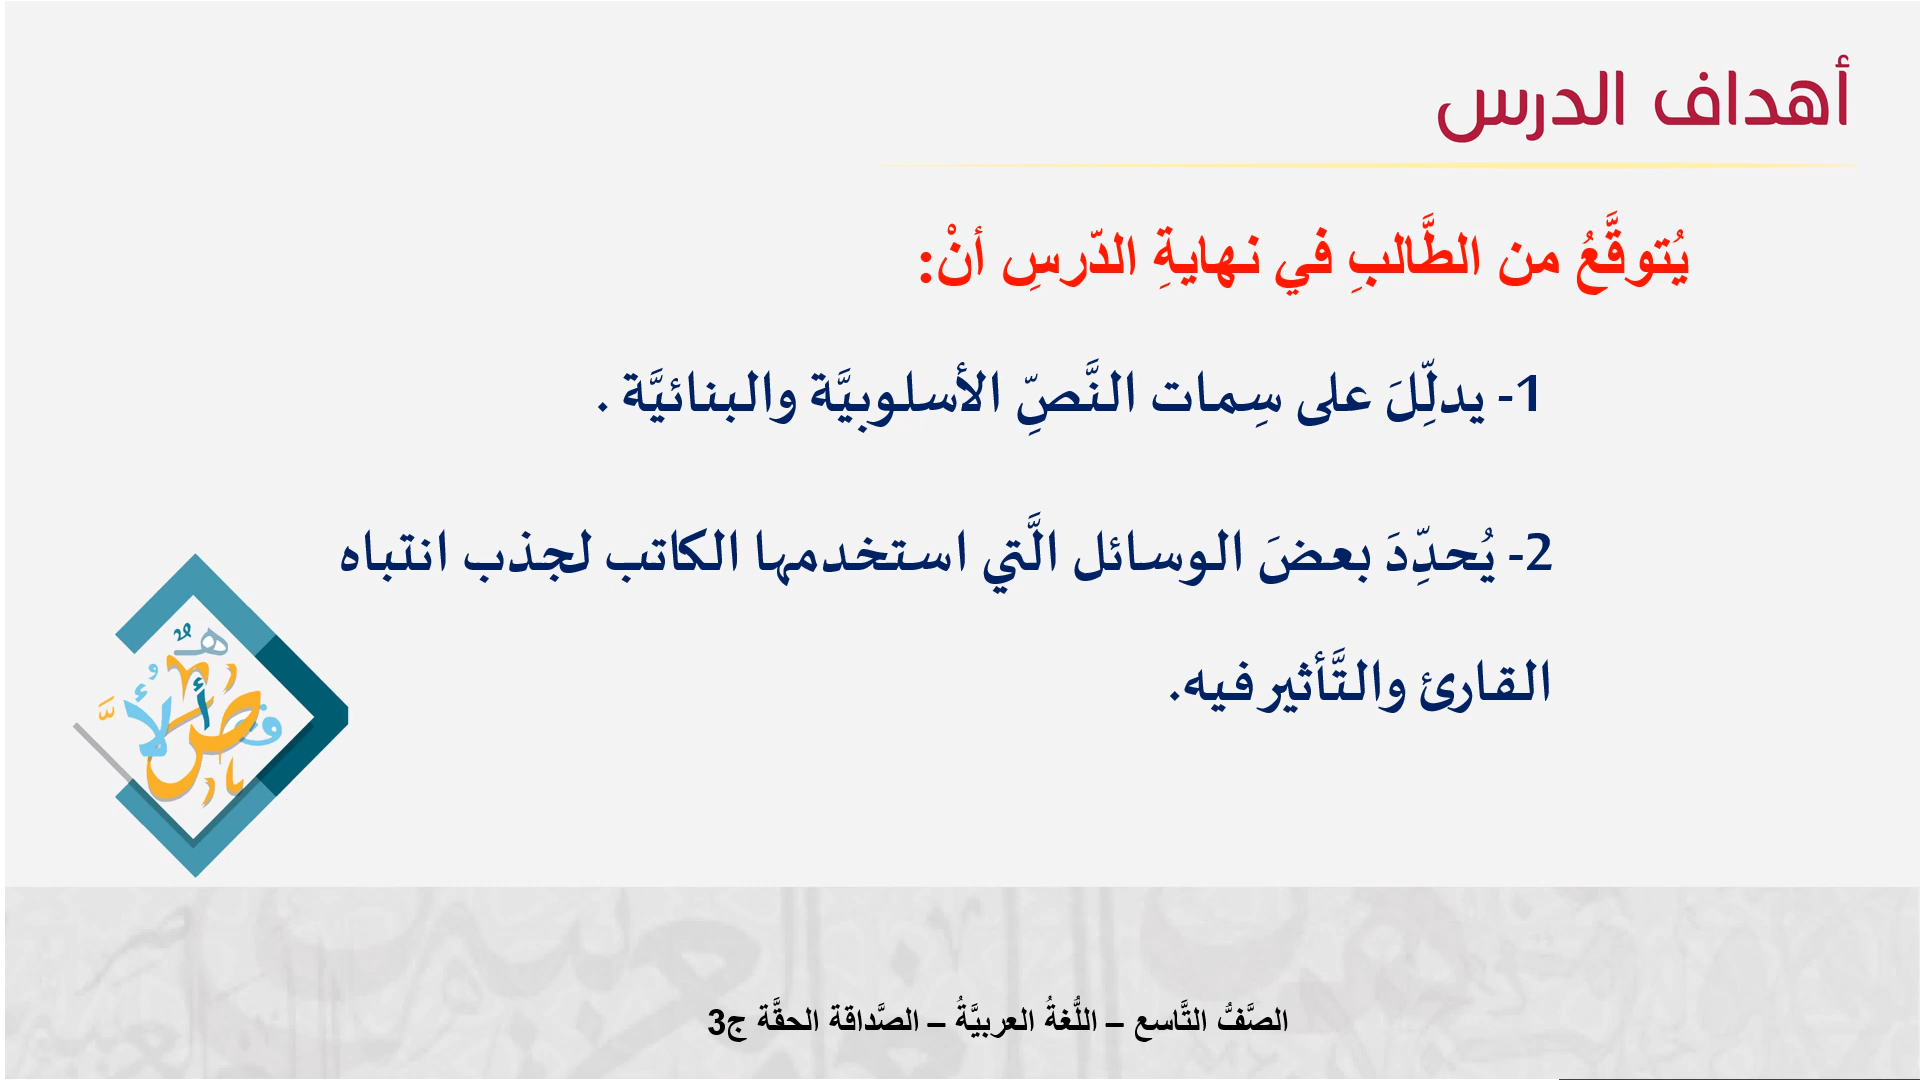 أهداف الدرس
يُتوقَّعُ من الطَّالبِ في نهايةِ الدّرسِ أنْ:
1- يدلِّلَ على سِمات النَّصِّ الأسلوبيَّة والبنائيَّة .
2- يُحدِّدَ بعضَ الوسائل الَّتي استخدمها الكاتب لجذب انتباه
القارئ والتَّأثير فيه.
الصَّفُّ التَّاسع – اللُّغةُ العربيَّةُ – الصَّداقة الحقَّة ج3